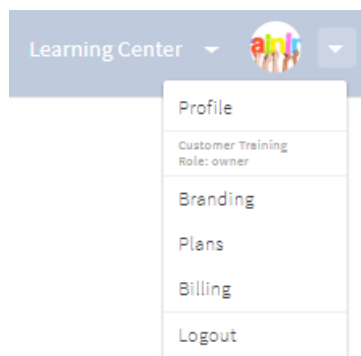 Learning Center
Profile
Customer Training
Role: owner
Branding
Plans
Billing
Logout